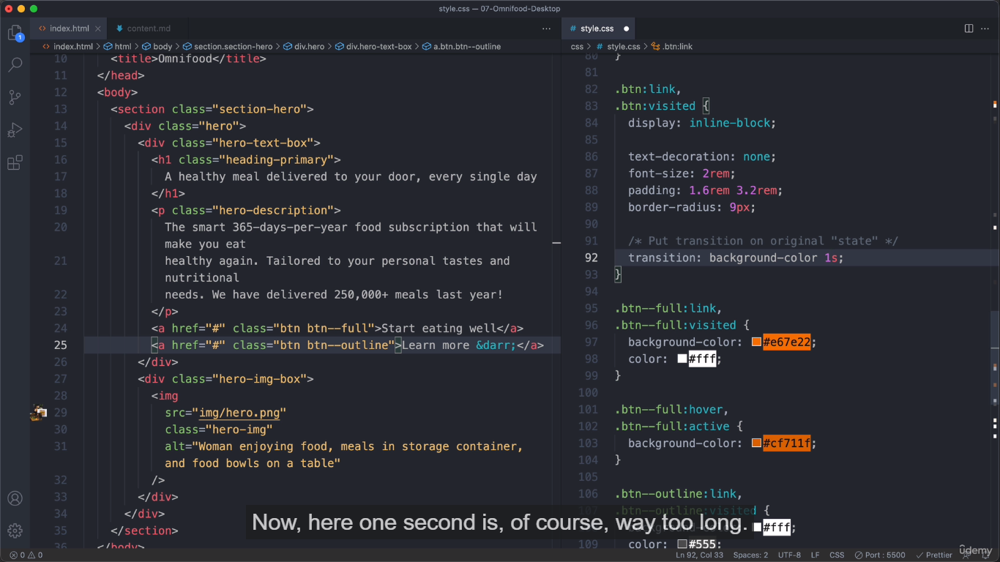 style.css — 07-Omnifood-Desktop
index.html
content.md
style.css
index.html > html > body > section.section-hero > div.hero > div.hero-text-box > a.btn.btn--outline
css > style.css > .btn:link
1
10 <title>Omnifood</title>
11 </head>
12 <body>
13 <section class="section-hero">
14 <div class="hero">
15 <div class="hero-text-box">
16 <h1 class="heading-primary">
17 A healthy meal delivered to your door, every single day
18 </h1>
19 <p class="hero-description">
20 The smart 365-days-per-year food subscription that will
make you eat
21 healthy again. Tailored to your personal tastes and
nutritional
22 needs. We have delivered 250,000+ meals last year!
23 </p>
24 <a href="#" class="btn btn--full">Start eating well</a>
25 <a href="#" class="btn btn--outline">Learn more &darr;</a>
26 </div>
27 <div class="hero-img-box">
28 <img
29 src="img/hero.png"
30 class="hero-img"
31 alt="Woman enjoying food, meals in storage container,
and food bowls on a table"
32 />
33 </div>
34 </div>
35 </section>
36 </body>
80 }
81
82 .btn:link,
83 .btn:visited {
84 display: inline-block;
85
86 text-decoration: none;
87 font-size: 2rem;
88 padding: 1.6rem 3.2rem;
89 border-radius: 9px;
90
91 /* Put transition on original "state" */
92 transition: background-color 1s;
93 }
94
95 .btn--full:link,
96 .btn--full:visited {
97 background-color: #e67e22;
98 color: #fff;
99 }
100
101 .btn--full:hover,
102 .btn--full:active {
103 background-color: #cf711f;
104 }
105
106 .btn--outline:link,
107 .btn--outline:visited {
#fff;
109 color: #555;
Now, here one second is, of course, way too long.
0 0
Ln 92, Col 33 Spaces: 2 UTF-8 LF CSS Port : 5500 Prettier
udemy